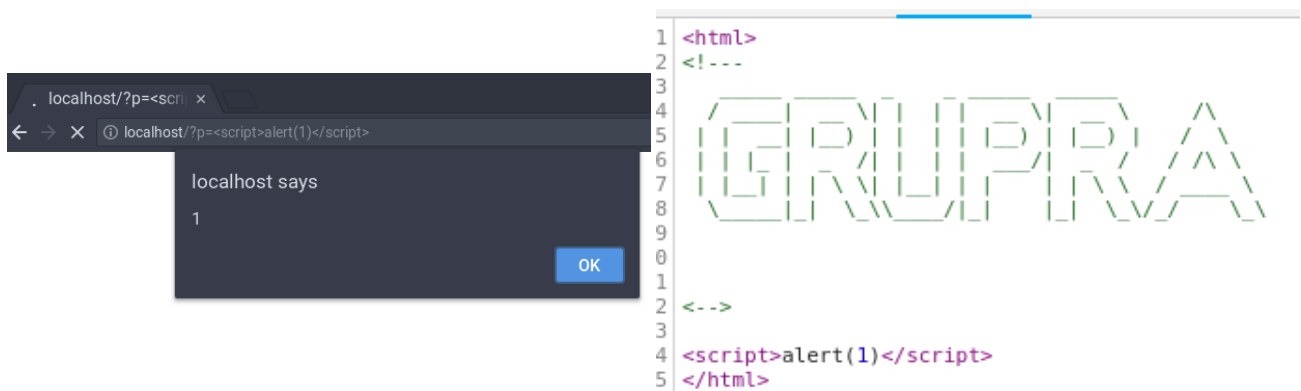 localhost/?p=<scri ×
localhost/?p=<script>alert(1)</script>
localhost says
1
OK
1 <html>
2 <!---
3
4
5
6
7
8
GRUPRA
9
0
1
2 <-->
3
4 <script>alert(1)</script>
5 </html>